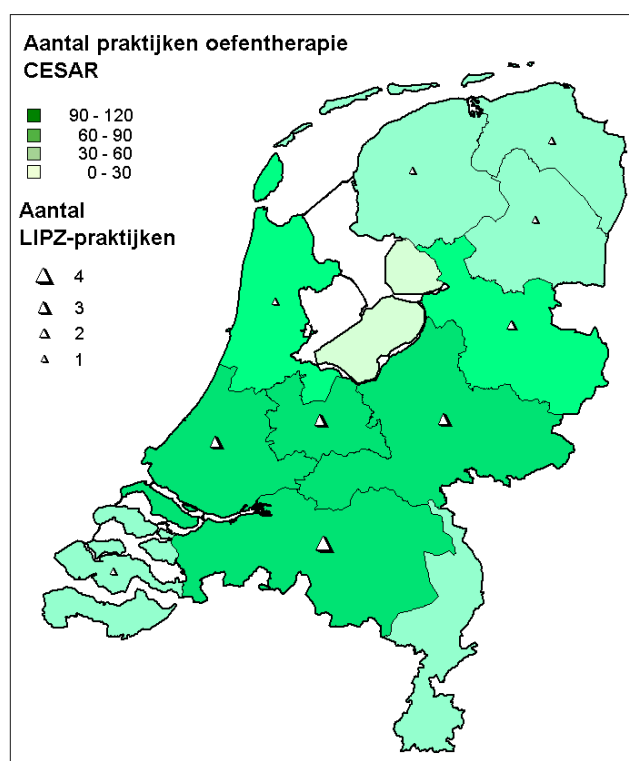 Aantal praktijken oefentherapie
CESAR
90 - 120
60 - 90
30 - 60
0 - 30
Aantal
LIPZ-praktijken
4
3
2
1